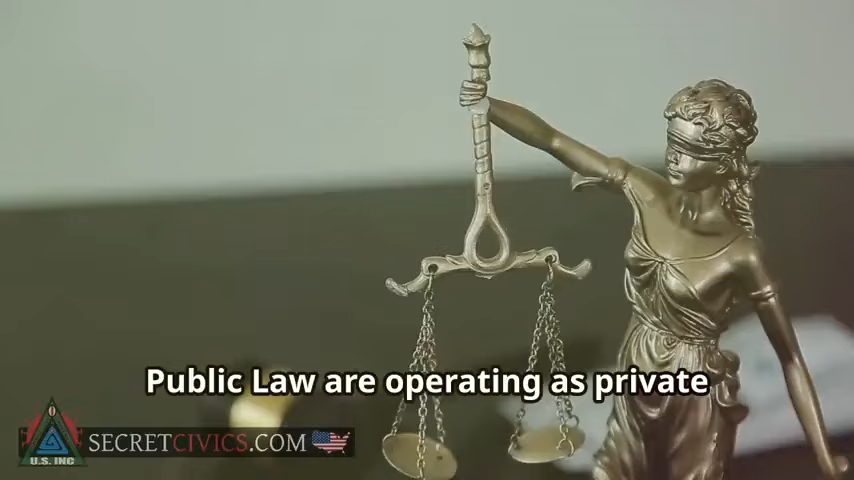 Public Law are operating as private
SECRETCIVICS.COM
U.S. INC